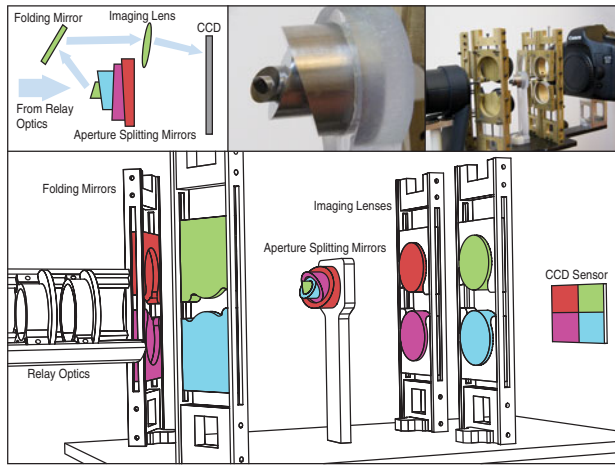 Folding Mirror
Imaging Lens
CCD
From Relay
Optics
Aperture Splitting Mirrors
Folding Mirrors
Imaging Lenses
Aperture Splitting Mirrors
CCD Sensor
Relay Optics